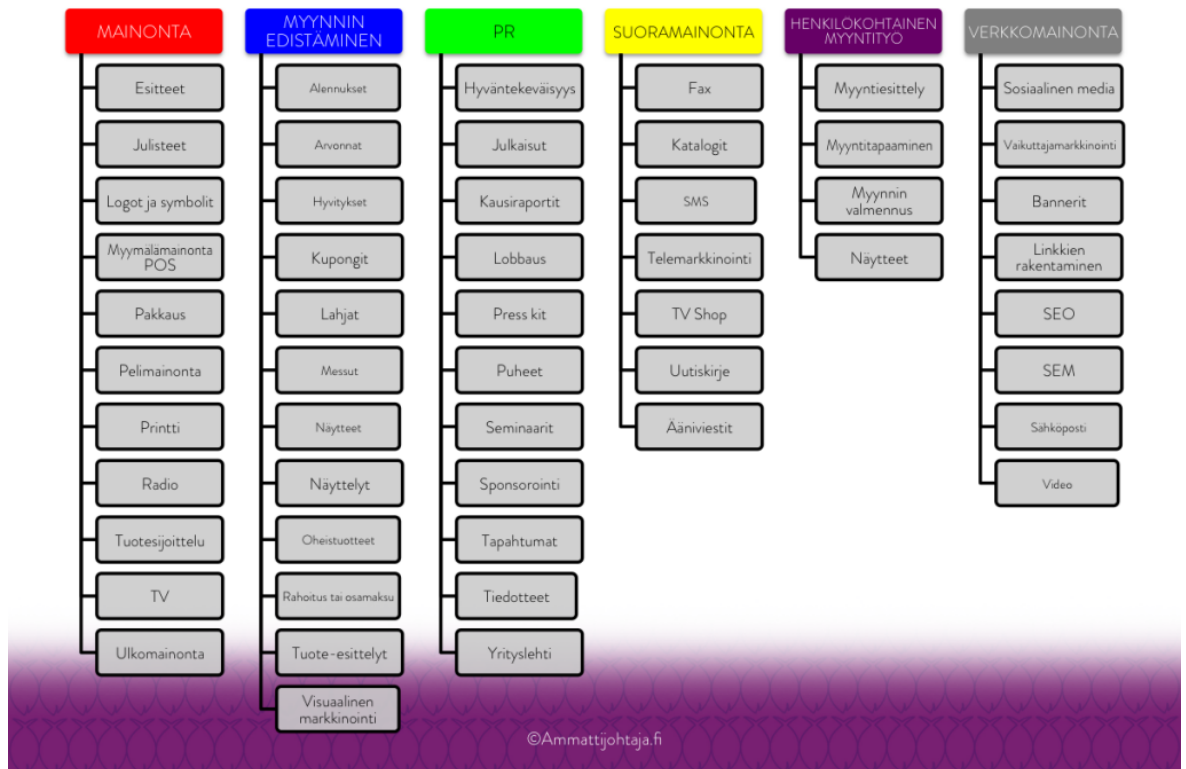 MAINONTA
Esitteet
Julisteet
Logot ja symbolit
Myymälämainonta
POS
Pakkaus
Pelimainonta
Printti
Radio
Tuotesijoittelu
TV
Ulkomainonta
MYYNNIN
EDISTÄMINEN
Alennukset
Arvonnat
Hyvitykset
Kupongit
Lahjat
Messut
Näytteet
Näyttelyt
Oheistuotteet
Rahoitus tai osamaksu
Tuote-esittelyt
Visuaalinen
markkinointi
PR
Hyväntekeväisyys
Julkaisut
Kausiraportit
Lobbaus
Press kit
Puheet
Seminaarit
Sponsorointi
Tapahtumat
Tiedotteet
Yrityslehti
SUORAMAINONTA
Fax
Katalogit
SMS
Telemarkkinointi
TV Shop
Uutiskirje
Ääniviestit
HENKILÖKOHTAINEN
MYYNTITYÖ
Myyntiesittely
Myyntitapaaminen
Myynnin
valmennus
Näytteet
VERKKOMAINONTA
Sosiaalinen media
Vaikuttajamarkkinointi
Bannerit
Linkkien
rakentaminen
SEO
SEM
Sähköposti
Video
©Ammattijohtaja.fi